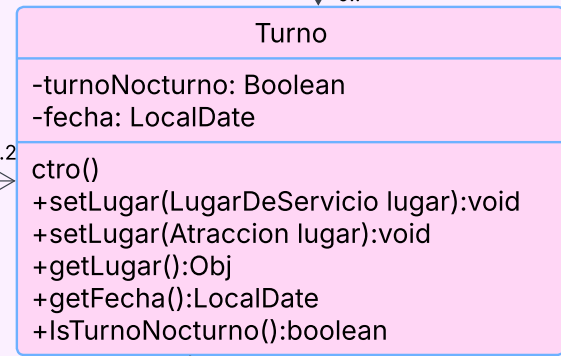 Turno
-turnoNocturno: Boolean
-fecha: LocalDate
.2
ctro()
+setLugar(LugarDeServicio lugar):void
+setLugar(Atraccion lugar):void
+getLugar():Obj
+getFecha():LocalDate
+IsTurnoNocturno():boolean